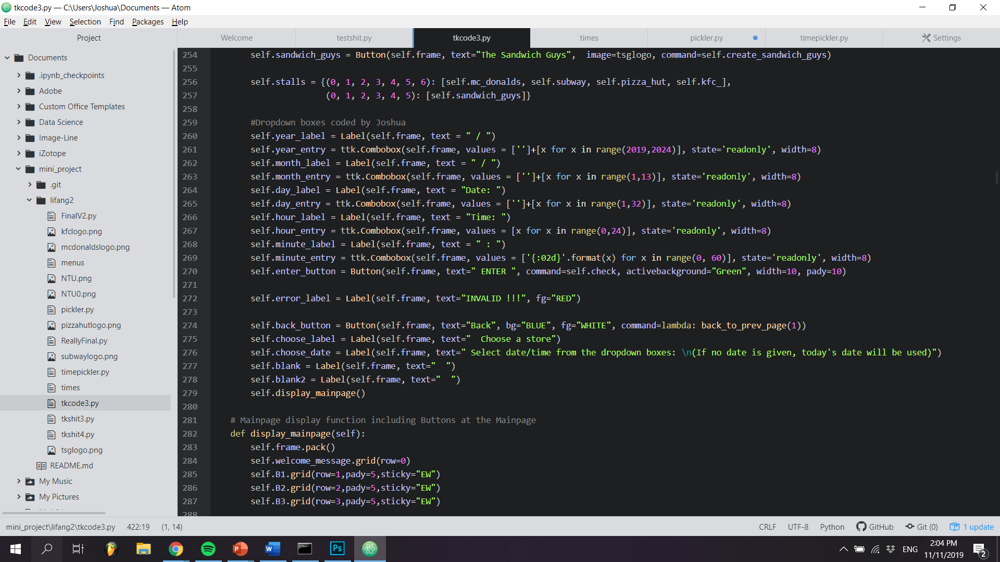 tkcode3.py — C:\Users\Joshua\Documents — Atom
File Edit View Selection Find Packages Help
Project
Welcome testshit.py tkcode3.py times pickler.py timepickler.py Settings
Documents
.ipynb_checkpoints
Adobe
Custom Office Templates
Data Science
Image-Line
iZotope
mini_project
.git
lifang2
FinalV2.py
kfclogo.png
mcdonaldslogo.png
menus
NTU.png
NTU0.png
pickler.py
pizzahutlogo.png
ReallyFinal.py
subwaylogo.png
timepickler.py
times
tkcode3.py
tkshit3.py
tkshit4.py
tsglogo.png
README.md
My Music
My Pictures
254 self.sandwich_guys = Button(self.frame, text="The Sandwich Guys",  image=tsglogo, command=self.create_sandwich_guys)
255
256 self.stalls = {(0, 1, 2, 3, 4, 5, 6): [self.mc_donalds, self.subway, self.pizza_hut, self.kfc_],
257 (0, 1, 2, 3, 4, 5): [self.sandwich_guys]}
258
259 #Dropdown boxes coded by Joshua
260 self.year_label = Label(self.frame, text = " / ")
261 self.year_entry = ttk.Combobox(self.frame, values = ['']+[x for x in range(2019,2024)], state='readonly', width=8)
262 self.month_label = Label(self.frame, text = " / ")
263 self.month_entry = ttk.Combobox(self.frame, values = ['']+[x for x in range(1,13)], state='readonly', width=8)
264 self.day_label = Label(self.frame, text = "Date: ")
265 self.day_entry = ttk.Combobox(self.frame, values = ['']+[x for x in range(1,32)], state='readonly', width=8)
266 self.hour_label = Label(self.frame, text = "Time: ")
267 self.hour_entry = ttk.Combobox(self.frame, values = [x for x in range(0,24)], state='readonly', width=8)
268 self.minute_label = Label(self.frame, text = " : ")
269 self.minute_entry = ttk.Combobox(self.frame, values = ['{:02d}'.format(x) for x in range(0, 60)], state='readonly', width=8)
270 self.enter_button = Button(self.frame, text=" ENTER ", command=self.check, activebackground="Green", width=10, pady=10)
271
272 self.error_label = Label(self.frame, text="INVALID !!!", fg="RED")
273
274 self.back_button = Button(self.frame, text="Back", bg="BLUE", fg="WHITE", command=lambda: back_to_prev_page(1))
275 self.choose_label = Label(self.frame, text="  Choose a store")
276 self.choose_date = Label(self.frame, text=" Select date/time from the dropdown boxes: \n(If no date is given, today's date will be used)")
277 self.blank = Label(self.frame, text="  ")
278 self.blank2 = Label(self.frame, text="  ")
279 self.display_mainpage()
280
281 # Mainpage display function including Buttons at the Mainpage
282 def display_mainpage(self):
283 self.frame.pack()
284 self.welcome_message.grid(row=0)
285 self.B1.grid(row=1,pady=5,sticky="EW")
286 self.B2.grid(row=2,pady=5,sticky="EW")
287 self.B3.grid(row=3,pady=5,sticky="EW")
288
mini_project\lifang2\tkcode3.py 422:19 (1, 14) CRLF UTF-8 Python GitHub Git (0) 1 update
P W Ps ENG 2:04 PM
11/11/2019 2